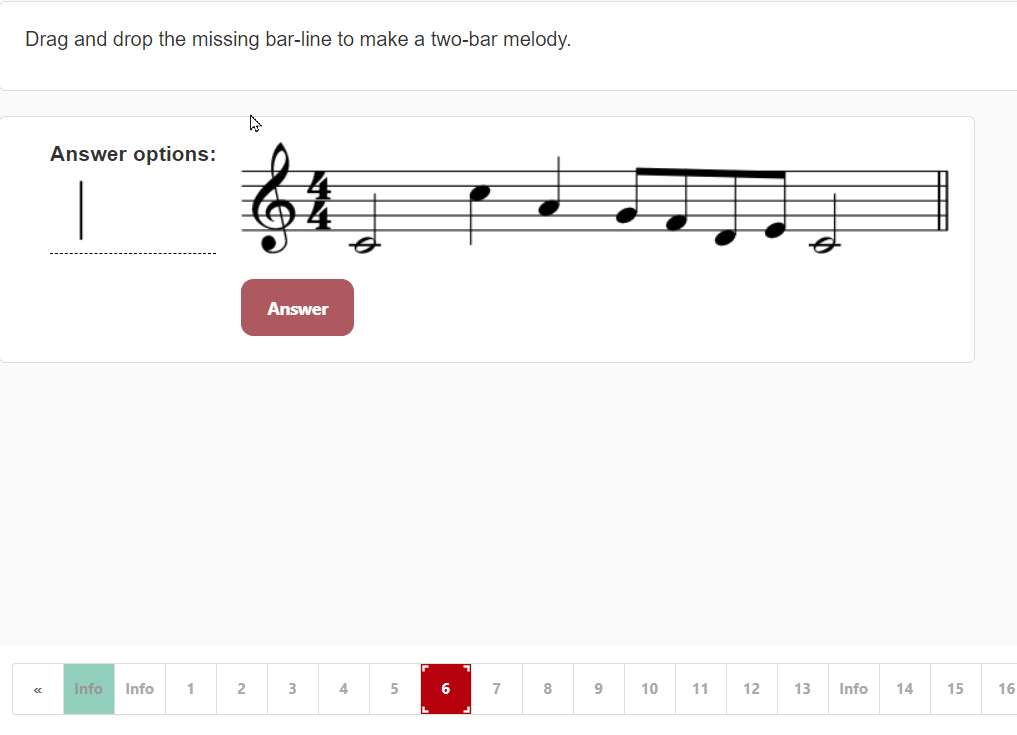 Drag and drop the missing bar-line to make a two-bar melody.
Answer options:
4
4
Answer
« Info Info 1 2 3 4 5 6 7 8 9 10 11 12 13 Info 14 15 16